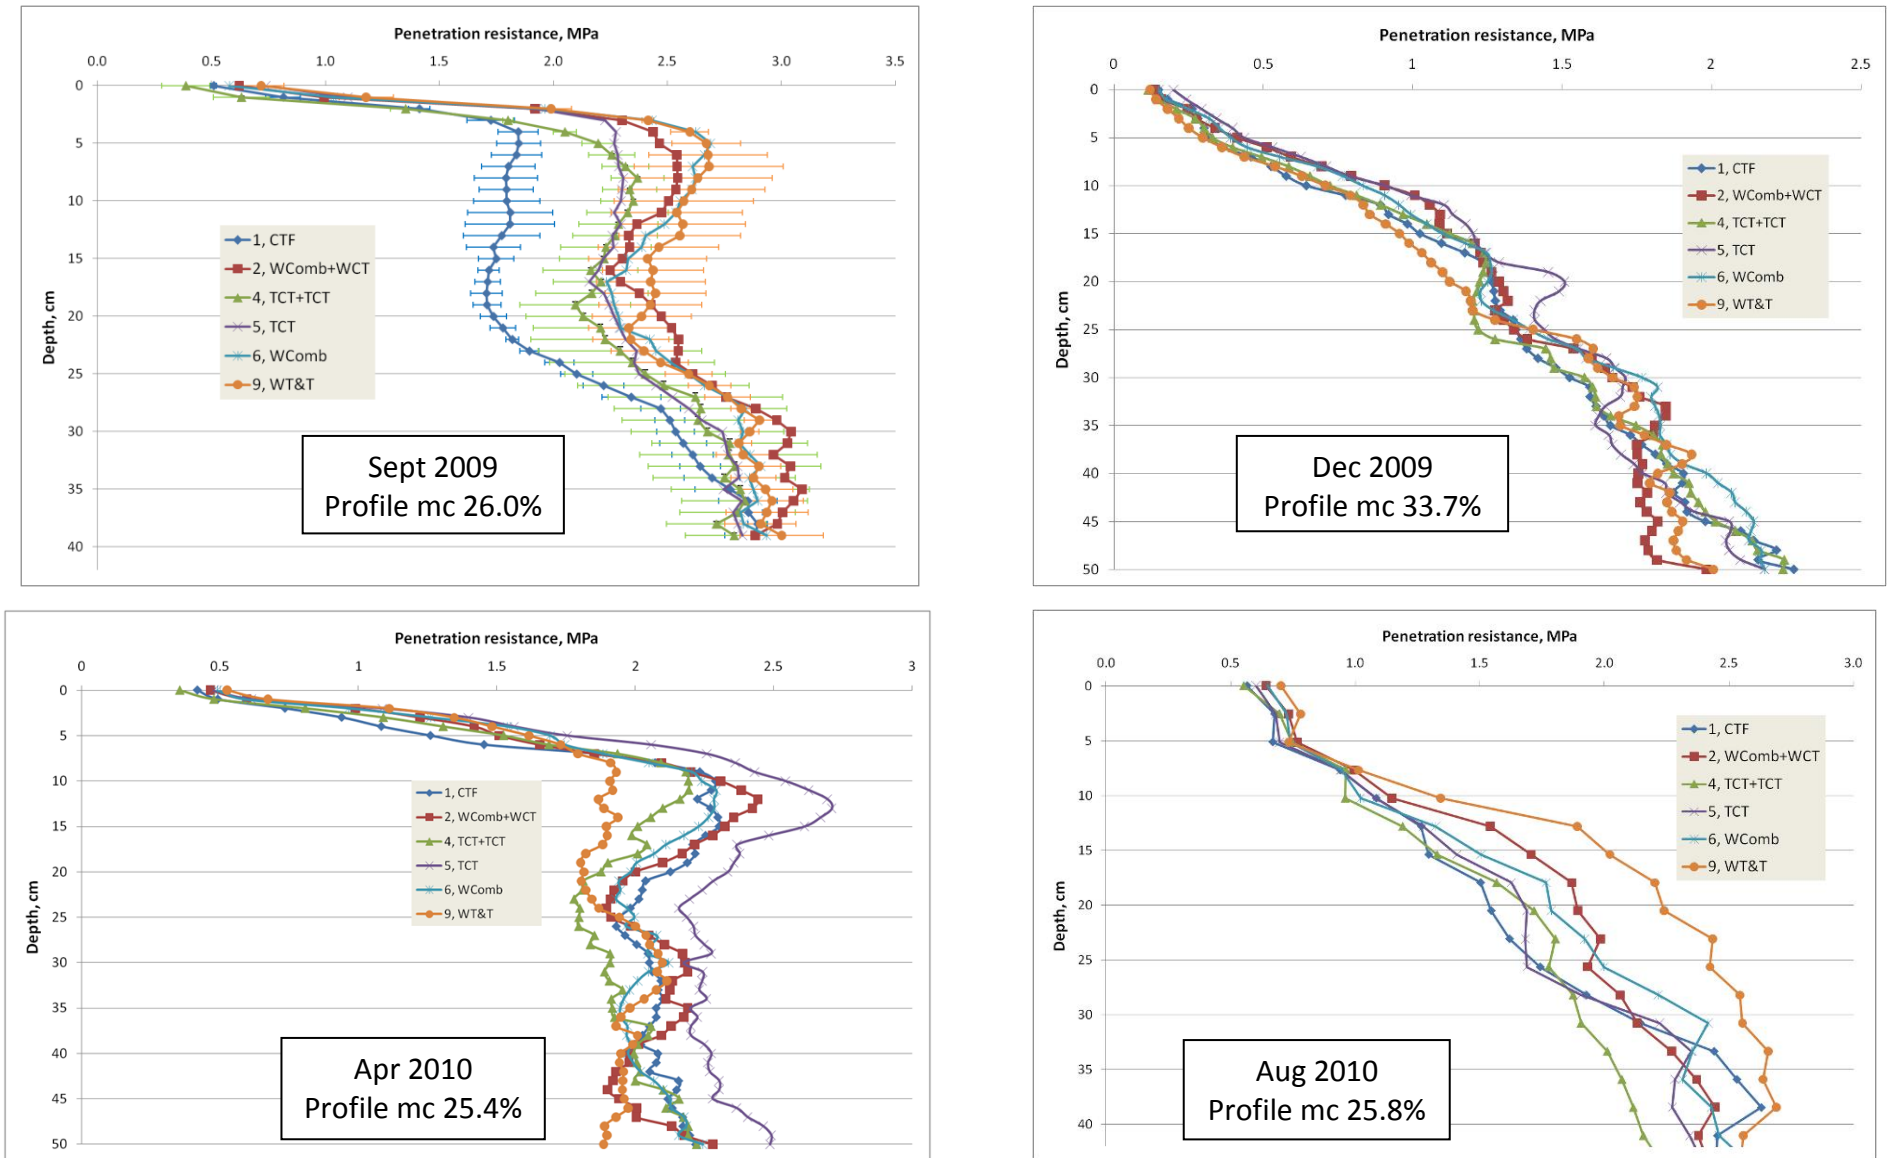 Penetration resistance, MPa
0.0 0.5 1.0 1.5 2.0 2.5 3.0 3.5
0
5
10
15
20
25
30
35
40
Depth, cm
1, CTF
2, WComb+WCT
4, TCT+TCT
5, TCT
6, WComb
9, WT&T
Sept 2009
Profile mc 26.0%
Penetration resistance, MPa
0 0.5 1 1.5 2 2.5
0
5
10
15
20
25
30
35
40
45
50
Depth, cm
1, CTF
2, WComb+WCT
4, TCT+TCT
5, TCT
6, WComb
9, WT&T
Dec 2009
Profile mc 33.7%
Penetration resistance, MPa
0 0.5 1 1.5 2 2.5 3
0
5
10
15
20
25
30
35
40
45
50
Depth, cm
1, CTF
2, WComb+WCT
4, TCT+TCT
5, TCT
6, WComb
9, WT&T
Apr 2010
Profile mc 25.4%
Penetration resistance, MPa
0.0 0.5 1.0 1.5 2.0 2.5 3.0
0
5
10
15
20
25
30
35
40
Depth, cm
1, CTF
2, WComb+WCT
4, TCT+TCT
5, TCT
6, WComb
9, WT&T
Aug 2010
Profile mc 25.8%